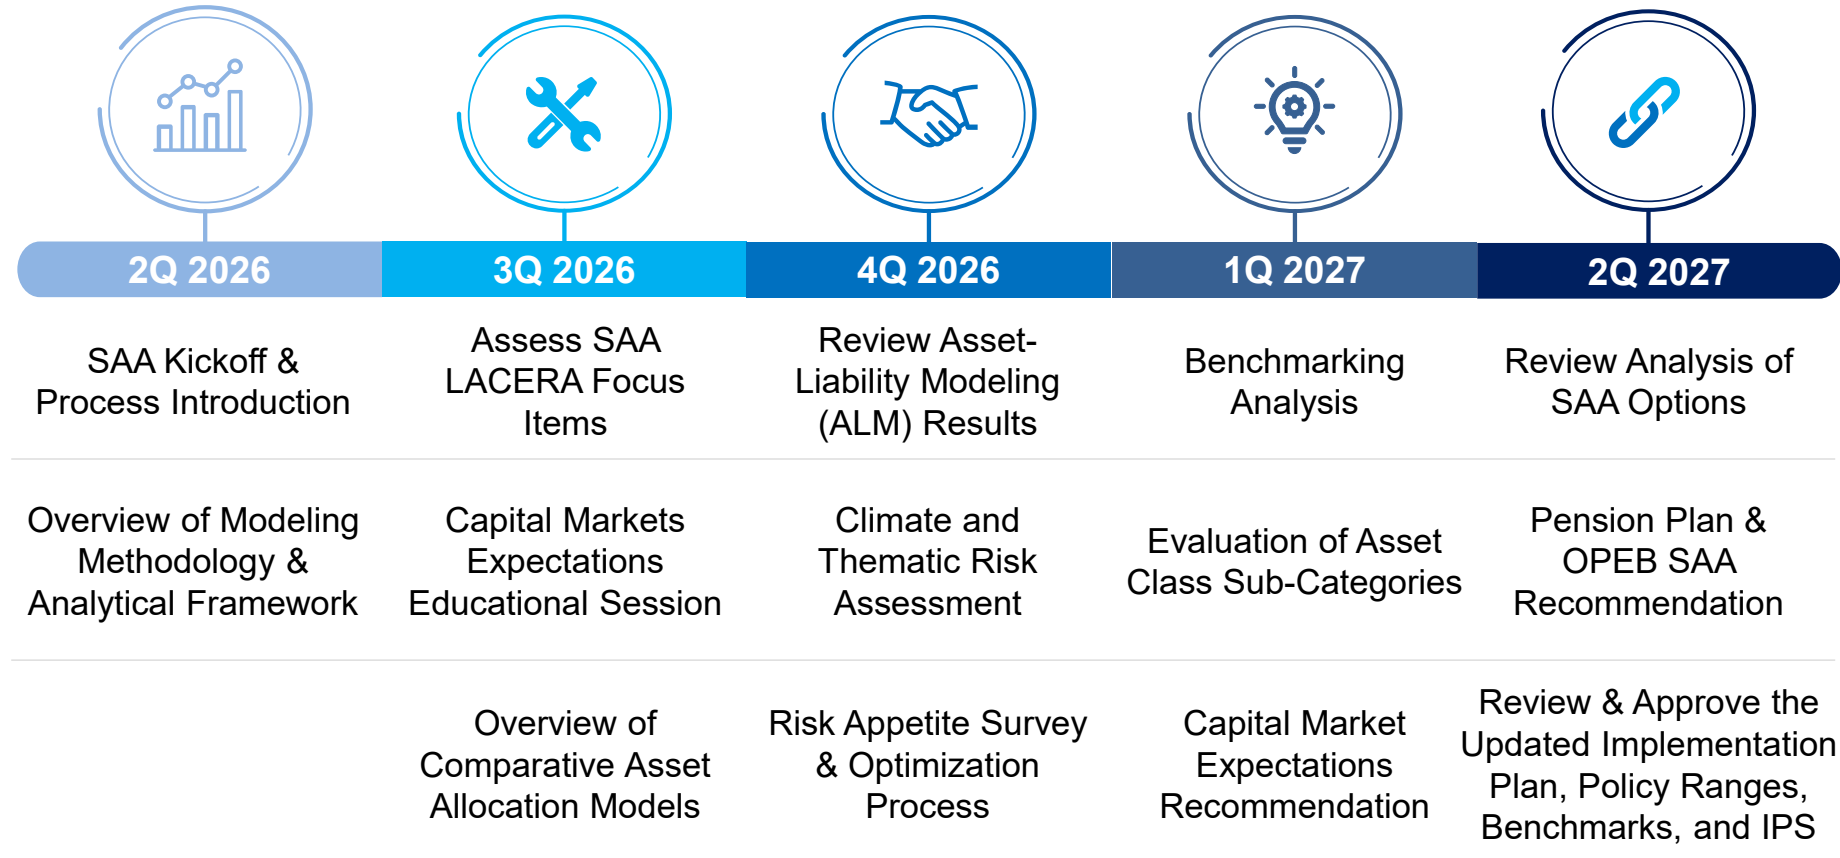 2Q 2026
3Q 2026
4Q 2026
1Q 2027
2Q 2027
SAA Kickoff &
Process Introduction
Assess SAA
LACERA Focus
Items
Review Asset-
Liability Modeling
(ALM) Results
Benchmarking
Analysis
Review Analysis of
SAA Options
Overview of Modeling
Methodology &
Analytical Framework
Capital Markets
Expectations
Educational Session
Climate and
Thematic Risk
Assessment
Evaluation of Asset
Class Sub-Categories
Pension Plan &
OPEB SAA
Recommendation
Overview of
Comparative Asset
Allocation Models
Risk Appetite Survey
& Optimization
Process
Capital Market
Expectations
Recommendation
Review & Approve the
Updated Implementation
Plan, Policy Ranges,
Benchmarks, and IPS